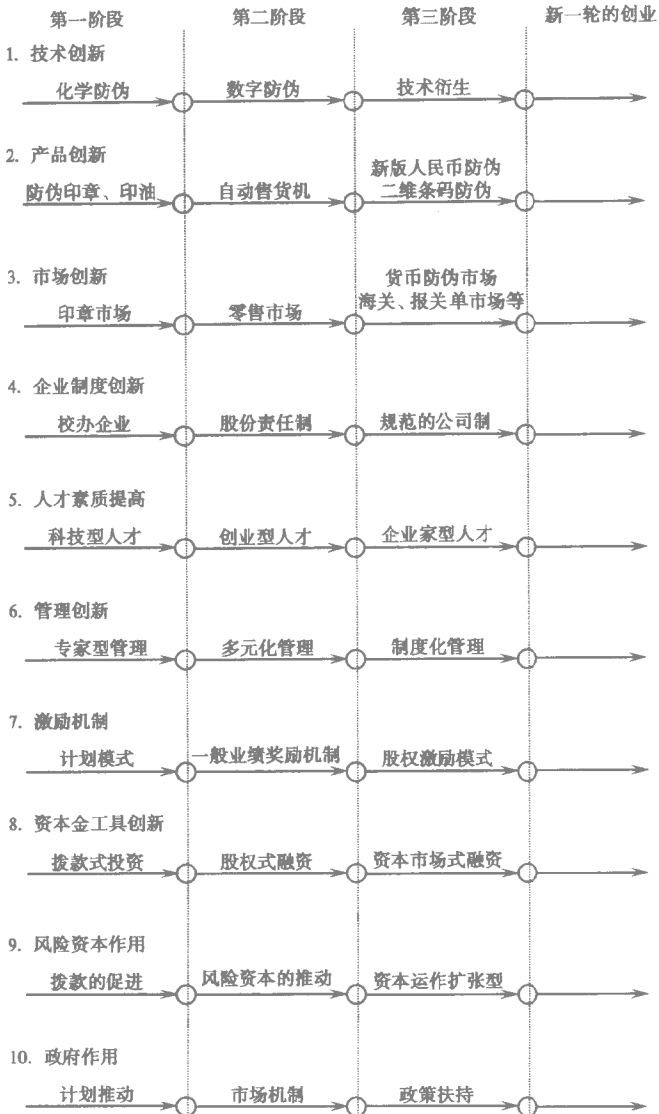 第一阶段 第二阶段 第三阶段 新一轮的创业
1. 技术创新
化学防伪 数字防伪 技术衍生
2. 产品创新
新版人民币防伪
防伪印章、印油 自动售货机 二维条码防伪
3. 市场创新
货币防伪市场
印章市场 零售市场 海关、报关单市场等
4. 企业制度创新
校办企业 股份责任制 规范的公司制
5. 人才素质提高
科技型人才 创业型人才 企业家型人才
6. 管理创新
专家型管理 多元化管理 制度化管理
7. 激励机制
计划模式 一般业绩奖励机制 股权激励模式
8. 资本金工具创新
拨款式投资 股权式融资 资本市场式融资
9. 风险资本作用
拨款的促进 风险资本的推动 资本运作扩张型
10. 政府作用
计划推动 市场机制 政策扶持